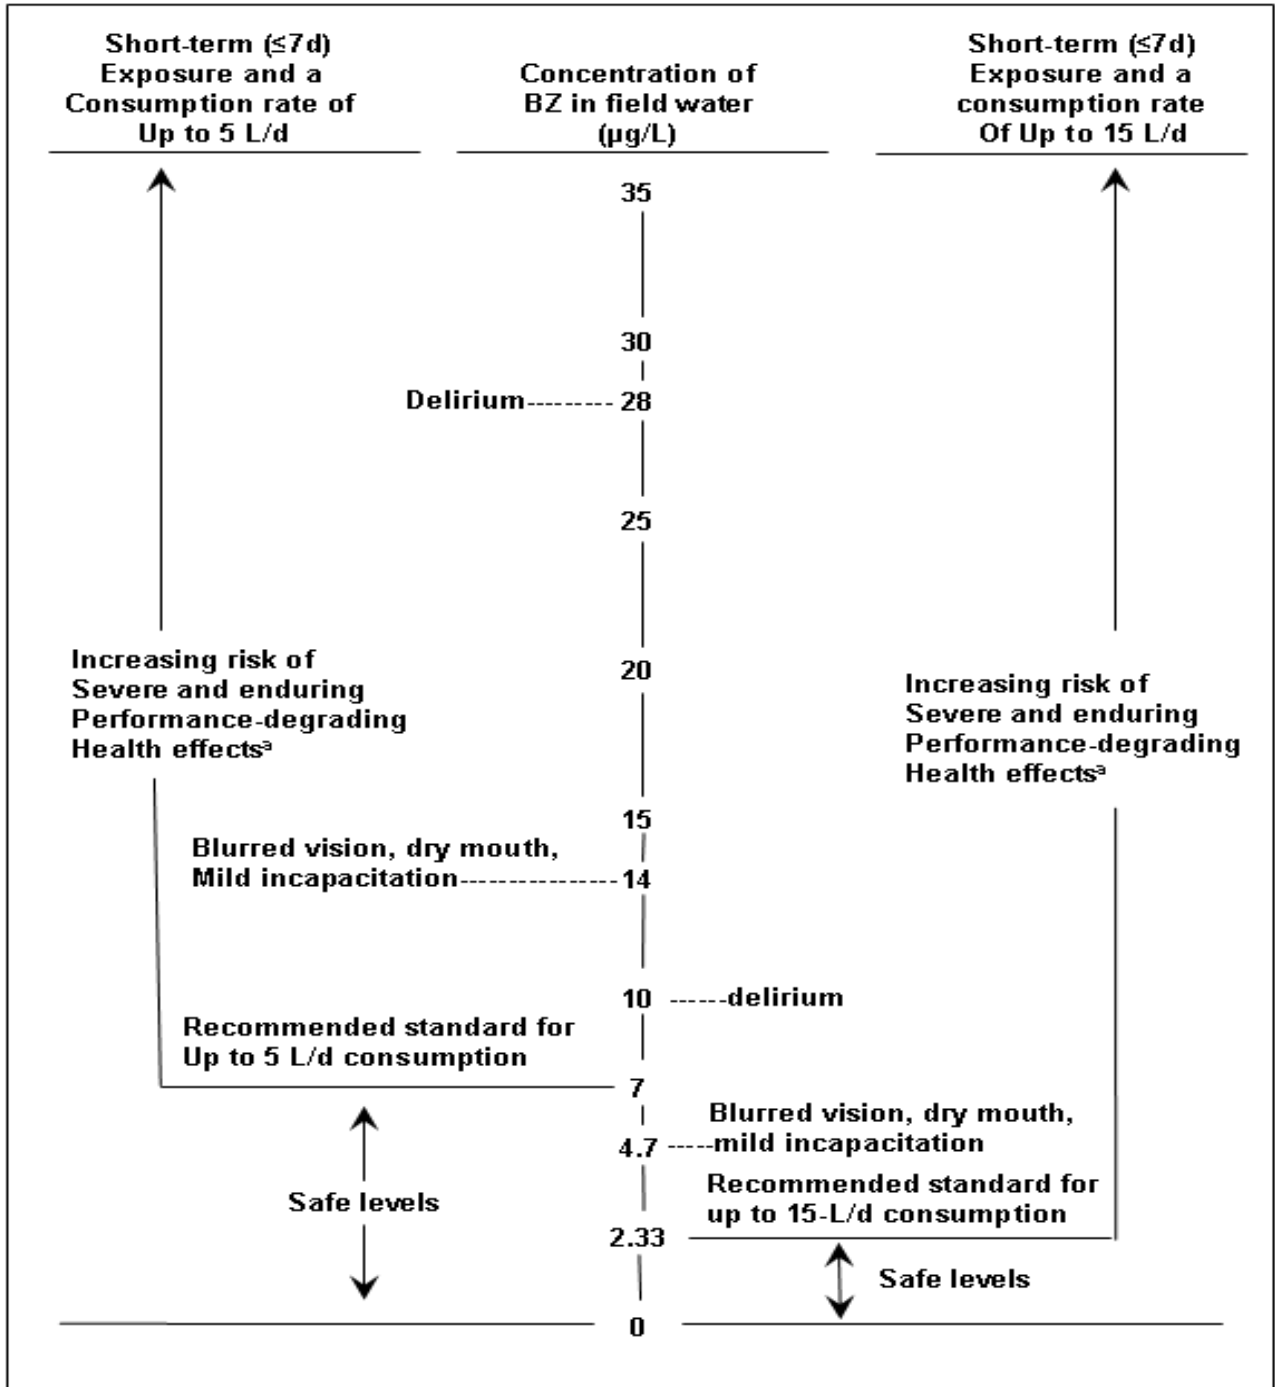 Short-term (≤7d)
Exposure and a
Consumption rate of
Up to 5 L/d
Concentration of
BZ in field water
(µg/L)
Short-term (≤7d)
Exposure and a
consumption rate
Of Up to 15 L/d
35
30
Delirium--------- 28
25
Increasing risk of
Severe and enduring
Performance-degrading
Health effectsª
20
Increasing risk of
Severe and enduring
Performance-degrading
Health effectsª
15
Blurred vision, dry mouth,
Mild incapacitation----------------14
10 ------delirium
Recommended standard for
Up to 5 L/d consumption
7
Blurred vision, dry mouth,
4.7 -----mild incapacitation
Safe levels
Recommended standard for
up to 15-L/d consumption
2.33
Safe levels
0